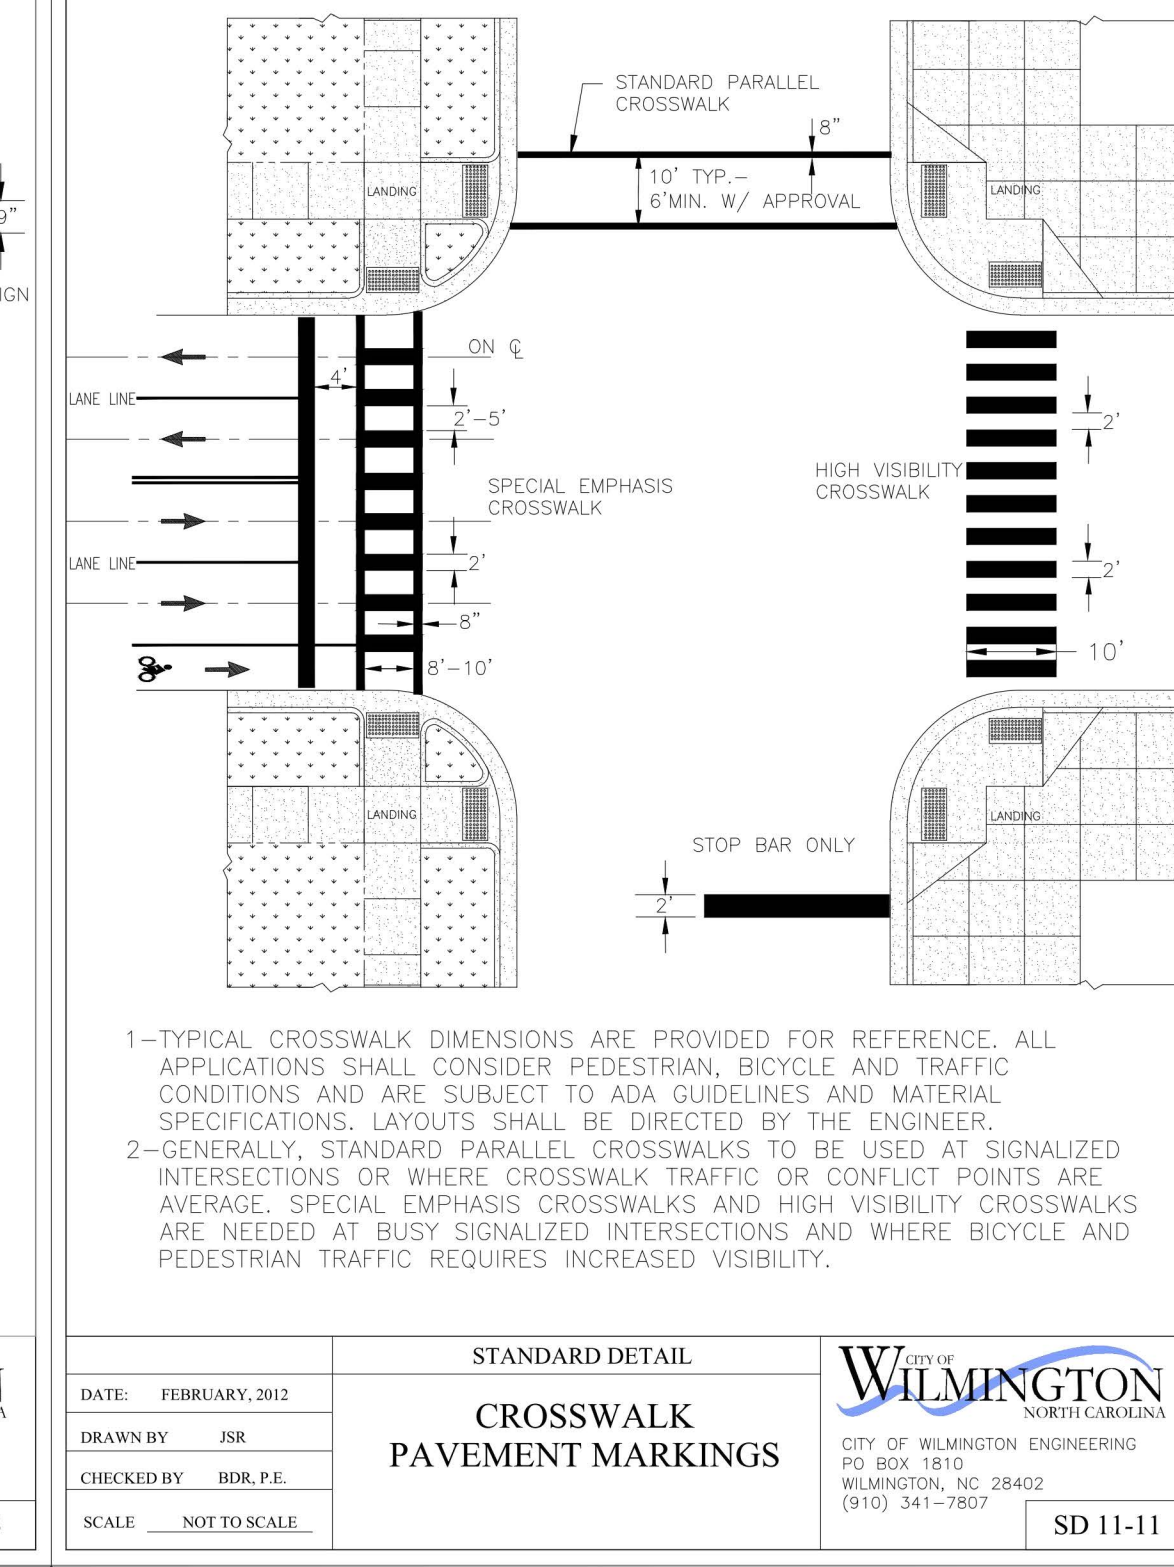 STANDARD PARALLEL
CROSSWALK
8"
10' TYP.–
6'MIN. W/ APPROVAL
LANDING
LANDING
9"
IGN
ON ℄
4'
LANE LINE
2'–5'
2'
SPECIAL EMPHASIS
CROSSWALK
HIGH VISIBILITY
CROSSWALK
LANE LINE
2'
2'
8"
8'–10'
10'
LANDING
LANDING
STOP BAR ONLY
2'
1–TYPICAL CROSSWALK DIMENSIONS ARE PROVIDED FOR REFERENCE. ALL
APPLICATIONS SHALL CONSIDER PEDESTRIAN, BICYCLE AND TRAFFIC
CONDITIONS AND ARE SUBJECT TO ADA GUIDELINES AND MATERIAL
SPECIFICATIONS. LAYOUTS SHALL BE DIRECTED BY THE ENGINEER.
2–GENERALLY, STANDARD PARALLEL CROSSWALKS TO BE USED AT SIGNALIZED
INTERSECTIONS OR WHERE CROSSWALK TRAFFIC OR CONFLICT POINTS ARE
AVERAGE. SPECIAL EMPHASIS CROSSWALKS AND HIGH VISIBILITY CROSSWALKS
ARE NEEDED AT BUSY SIGNALIZED INTERSECTIONS AND WHERE BICYCLE AND
PEDESTRIAN TRAFFIC REQUIRES INCREASED VISIBILITY.
DATE: FEBRUARY, 2012
DRAWN BY JSR
CHECKED BY BDR, P.E.
SCALE NOT TO SCALE
STANDARD DETAIL
CROSSWALK
PAVEMENT MARKINGS
CITY OF
WILMINGTON
NORTH CAROLINA
CITY OF WILMINGTON ENGINEERING
PO BOX 1810
WILMINGTON, NC 28402
(910) 341–7807
SD 11-11